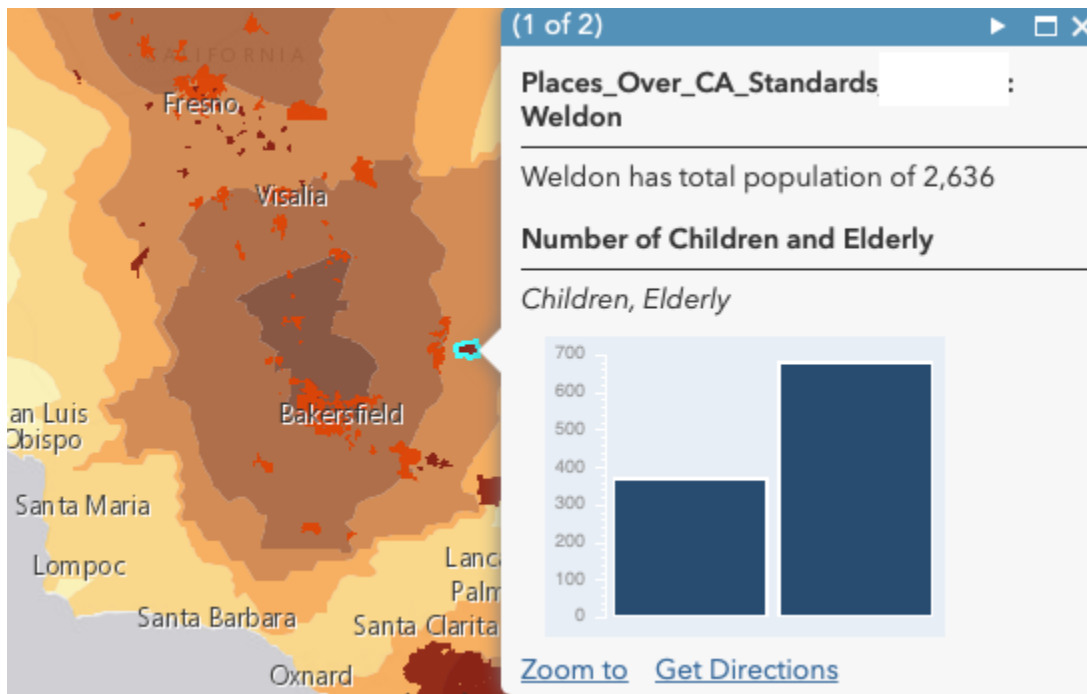 CALIFORNIA
Fresno
Visalia
Bakersfield
an Luis
Obispo
Santa Maria
Lompoc
Santa Barbara
Lanca
Palm
Santa Clarita
Oxnard
(1 of 2)
Places_Over_CA_Standards_ :
Weldon
Weldon has total population of 2,636
Number of Children and Elderly
Children, Elderly
700
600
500
400
300
200
100
0
Zoom to Get Directions